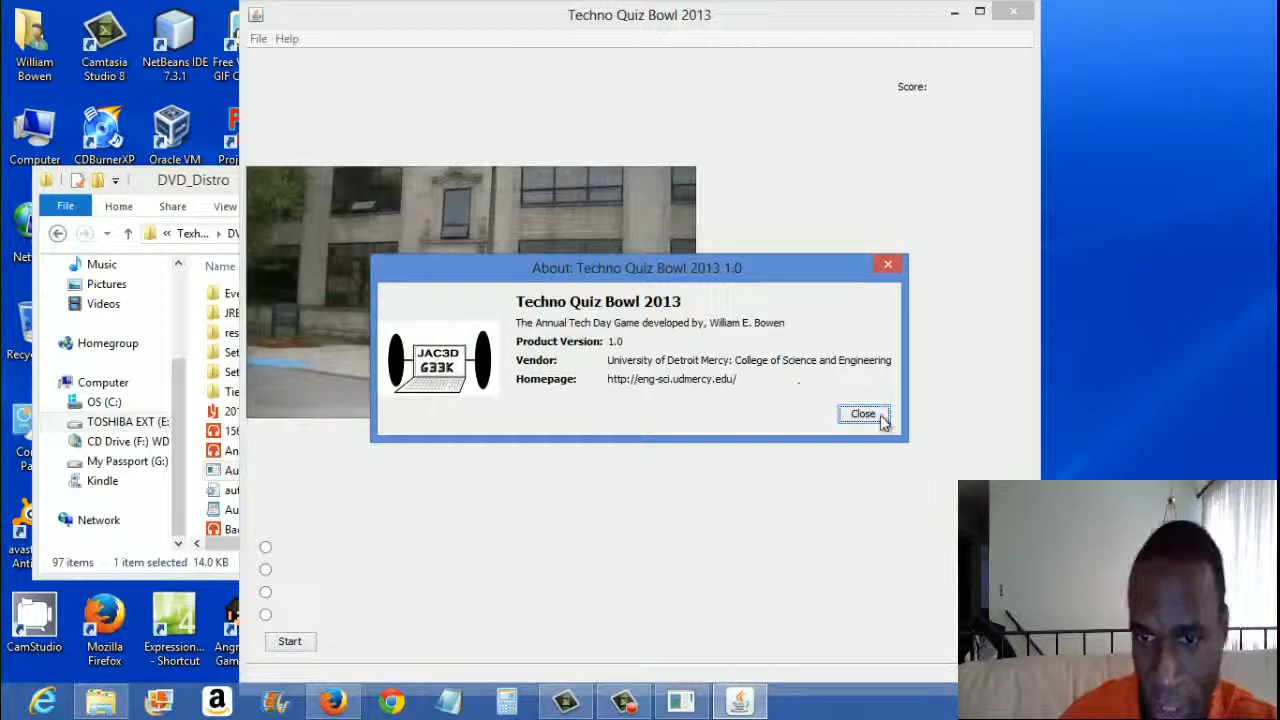 Techno Quiz Bowl 2013
File Help
Score:
William Bowen
Camtasia Studio 8
NetBeans IDE 7.3.1
Computer
CDBurnerXP
Oracle VM
DVD_Distro
File Home Share View
Music
Pictures
Videos
Homegroup
Computer
OS (C:)
TOSHIBA EXT (E:
CD Drive (F:) WD
My Passport (G:)
Kindle
Network
Name
97 items 1 item selected 14.0 KB
About: Techno Quiz Bowl 2013 1.0
JAC3D
G33K
Techno Quiz Bowl 2013
The Annual Tech Day Game developed by, William E. Bowen
Product Version: 1.0
Vendor: University of Detroit Mercy: College of Science and Engineering
Homepage: http://eng-sci.udmercy.edu/
Close
Start
CamStudio
Mozilla Firefox
Expression... - Shortcut